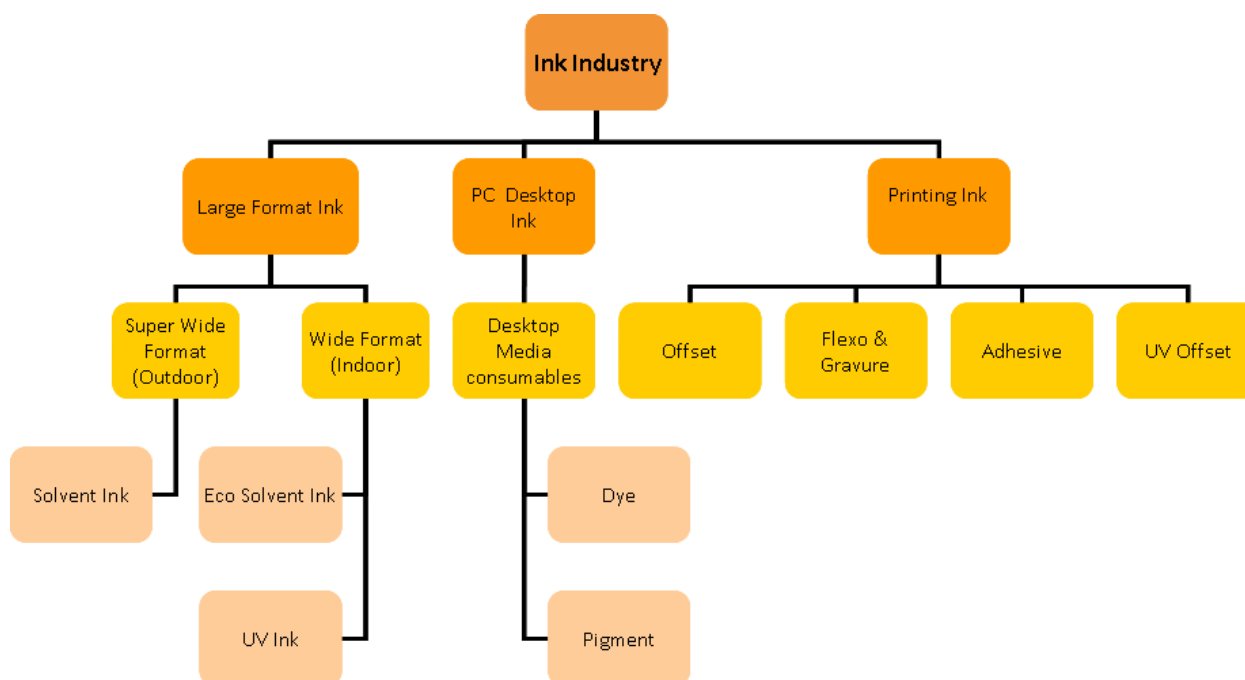 Ink Industry
Large Format Ink
PC Desktop
Ink
Printing Ink
Super Wide
Format
(Outdoor)
Wide Format
(Indoor)
Desktop
Media
consumables
Offset
Flexo &
Gravure
Adhesive
UV Offset
Solvent Ink
Eco Solvent Ink
Dye
UV Ink
Pigment